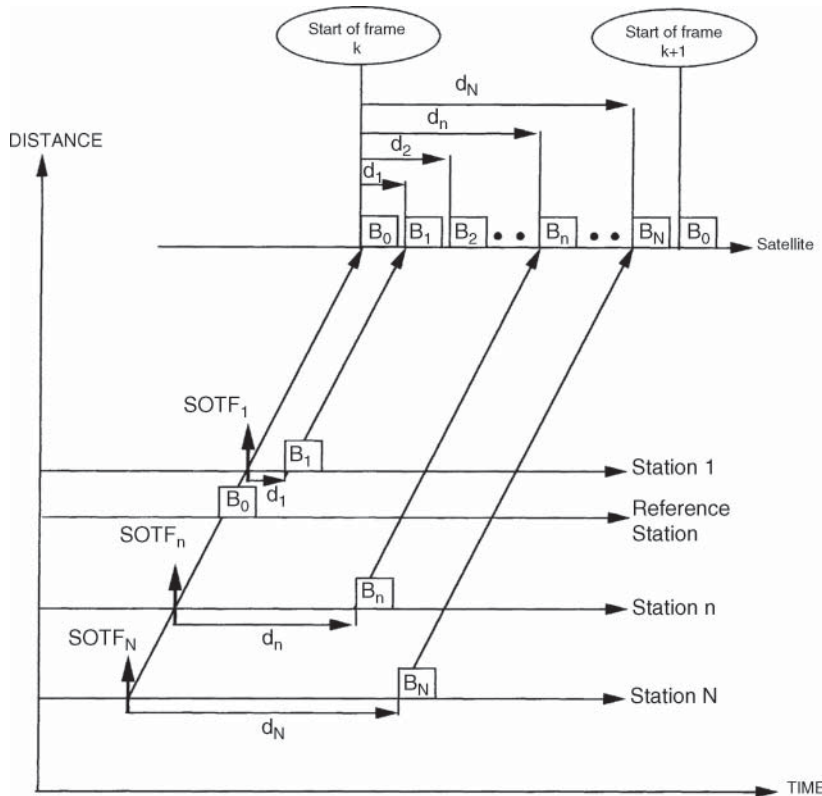 Start of frame
k
Start of frame
k+1
d_N
d_n
DISTANCE
d_2
d_1
B_0 B_1 B_2 • • B_n • • B_N B_0
Satellite
SOTF_1
B_1
Station 1
d_1
B_0
Reference
Station
SOTF_n
B_n
Station n
d_n
SOTF_N
B_N
Station N
d_N
TIME